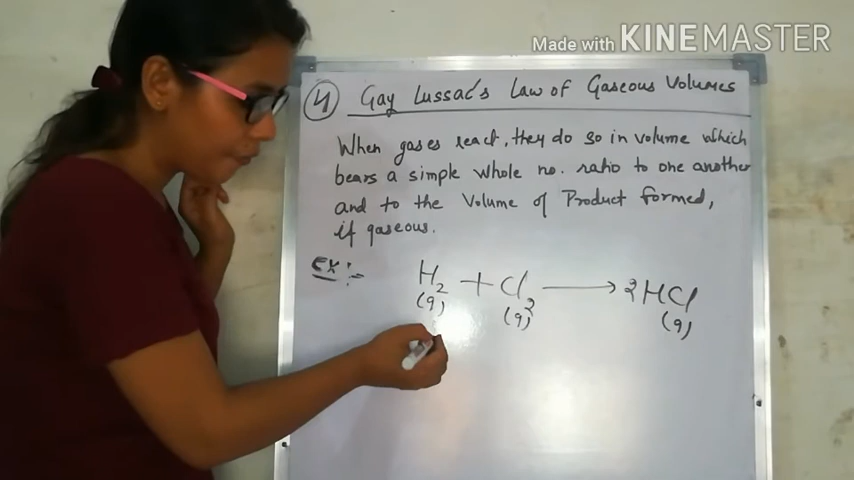 Made with KINEMASTER
4 Gay Lussac's Law of Gaseous Volumes
When gases react, they do so in volume which
bears a simple whole no. ratio to one another
and to the Volume of Product formed,
if gaseous.
Ex:-
H2 + Cl2 → 2HCl
(g) (g) (g)